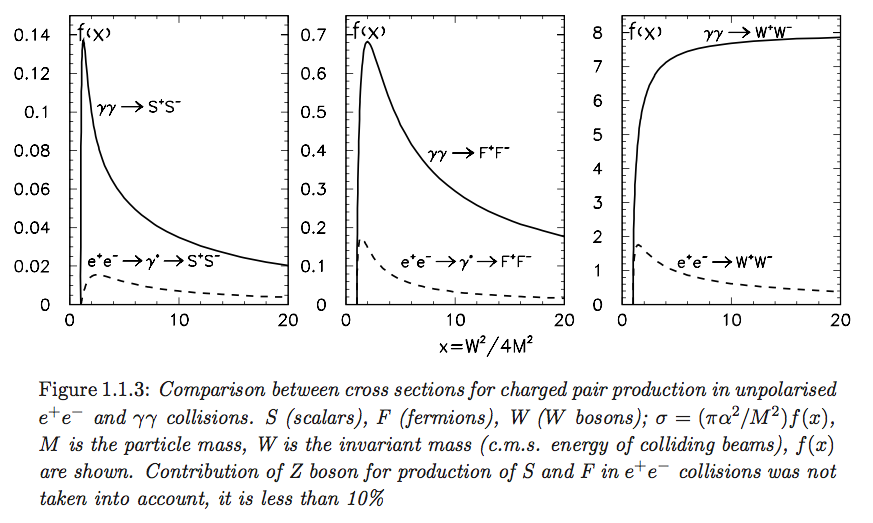 0.14
0.12
0.1
0.08
0.06
0.04
0.02
0
f(x)
γγ → S⁺S⁻
e⁺e⁻ → γ* → S⁺S⁻
0 10 20
0.7
0.6
0.5
0.4
0.3
0.2
0.1
0
f(x)
γγ → F⁺F⁻
e⁺e⁻ → γ* → F⁺F⁻
0 10 20
x=W²/4M²
8
7
6
5
4
3
2
1
0
f(x)
γγ → W⁺W⁻
e⁺e⁻ → W⁺W⁻
0 10 20
Figure 1.1.3: Comparison between cross sections for charged pair production in unpolarised
e⁺e⁻ and γγ collisions. S (scalars), F (fermions), W (W bosons); σ = (πα²/M²)f(x),
M is the particle mass, W is the invariant mass (c.m.s. energy of colliding beams), f(x)
are shown. Contribution of Z boson for production of S and F in e⁺e⁻ collisions was not
taken into account, it is less than 10%